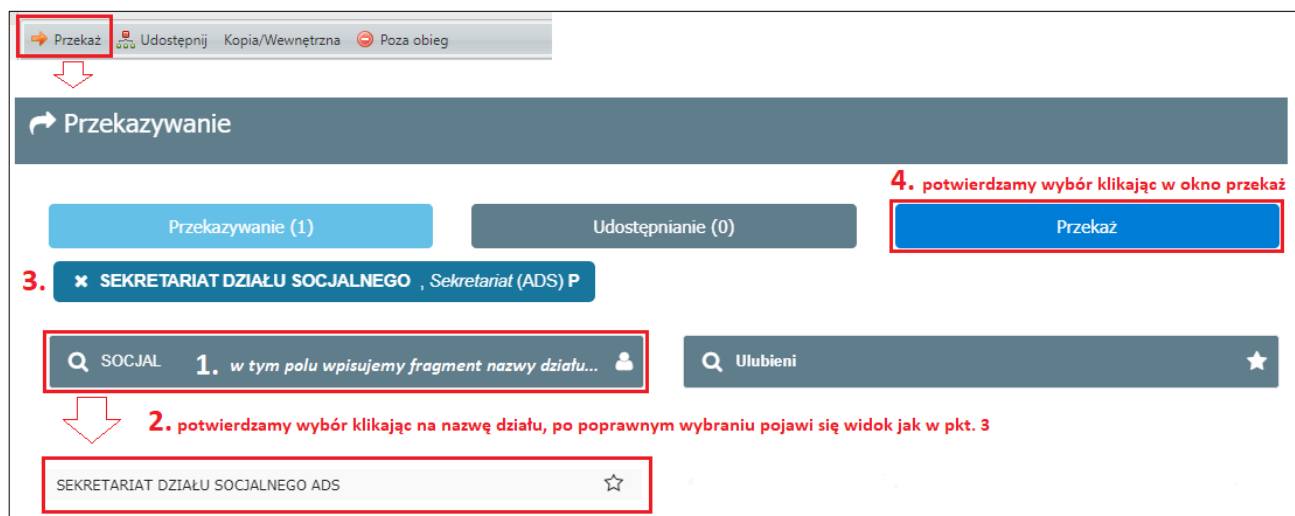 Przekaż Udostępnij Kopia/Wewnętrzna Poza obieg
Przekazywanie
4. potwierdzamy wybór klikając w okno przekaż
Przekazywanie (1) Udostępnianie (0) Przekaż
3. × SEKRETARIAT DZIAŁU SOCJALNEGO , Sekretariat (ADS) P
SOCJAL 1. w tym polu wpisujemy fragment nazwy działu... Ulubieni
2. potwierdzamy wybór klikając na nazwę działu, po poprawnym wybraniu pojawi się widok jak w pkt. 3
SEKRETARIAT DZIAŁU SOCJALNEGO ADS